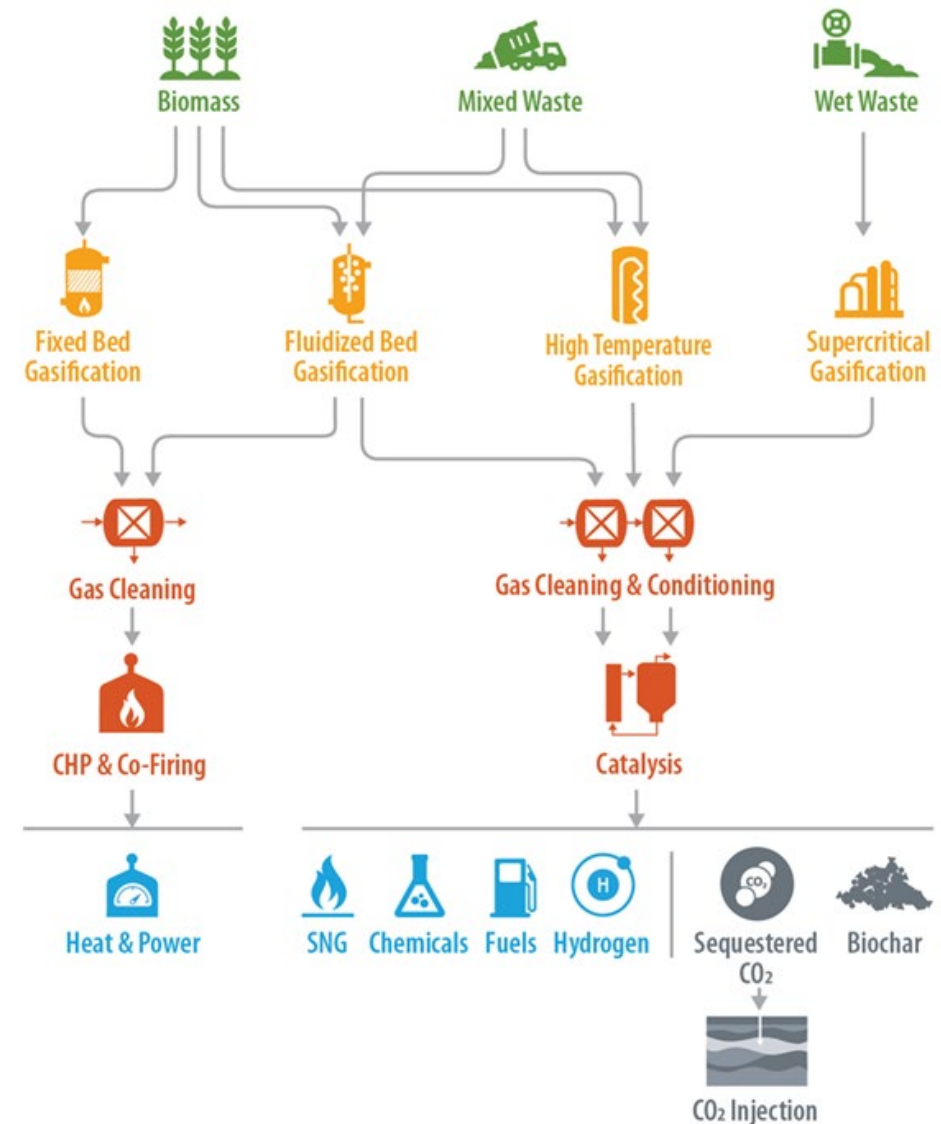 Biomass
Mixed Waste
Wet Waste
Fixed Bed
Gasification
Fluidized Bed
Gasification
High Temperature
Gasification
Supercritical
Gasification
Gas Cleaning
Gas Cleaning & Conditioning
CHP & Co-Firing
Catalysis
H
CO₂
Heat & Power
SNG
Chemicals
Fuels
Hydrogen
Sequestered
CO₂
Biochar
CO₂ Injection